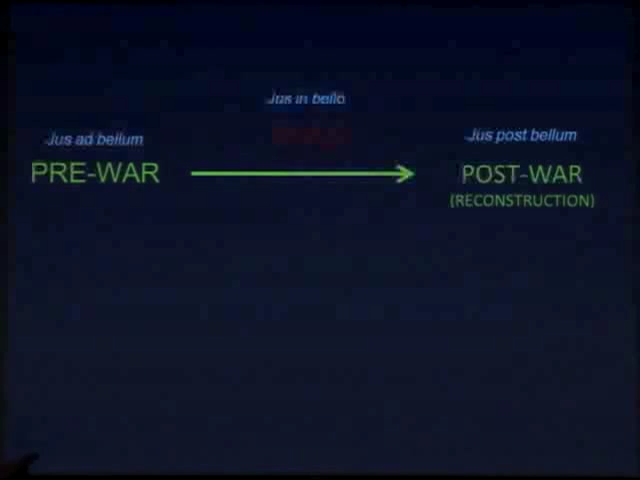 Jus in bello
Jus ad bellum
Jus post bellum
PRE-WAR
POST-WAR
(RECONSTRUCTION)